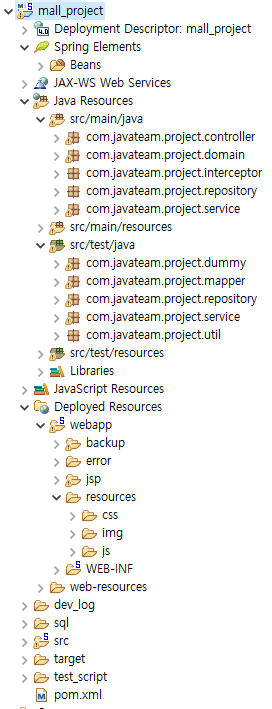 mall_project
Deployment Descriptor: mall_project
Spring Elements
Beans
JAX-WS Web Services
Java Resources
src/main/java
com.javateam.project.controller
com.javateam.project.domain
com.javateam.project.interceptor
com.javateam.project.repository
com.javateam.project.service
src/main/resources
src/test/java
com.javateam.project.dummy
com.javateam.project.mapper
com.javateam.project.repository
com.javateam.project.service
com.javateam.project.util
src/test/resources
Libraries
JavaScript Resources
Deployed Resources
webapp
backup
error
jsp
resources
css
img
js
WEB-INF
web-resources
dev_log
sql
src
target
test_script
pom.xml